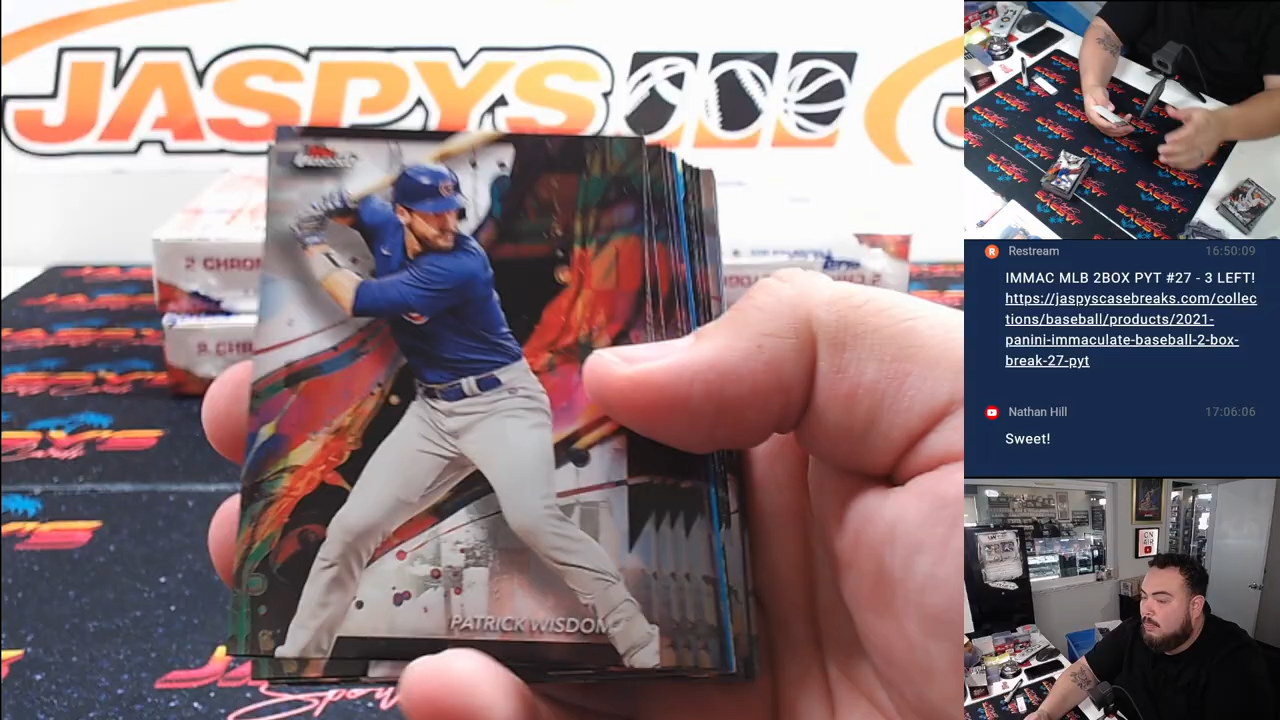 JASPYS
2 CHROM
PATRICK WISDOM
Restream 16:50:09
IMMAC MLB 2BOX PYT #27 - 3 LEFT!
https://jaspyscasebreaks.com/collec
tions/baseball/products/2021-
panini-immaculate-baseball-2-box-
break-27-pyt
Nathan Hill 17:06:06
Sweet!
ON
AIR